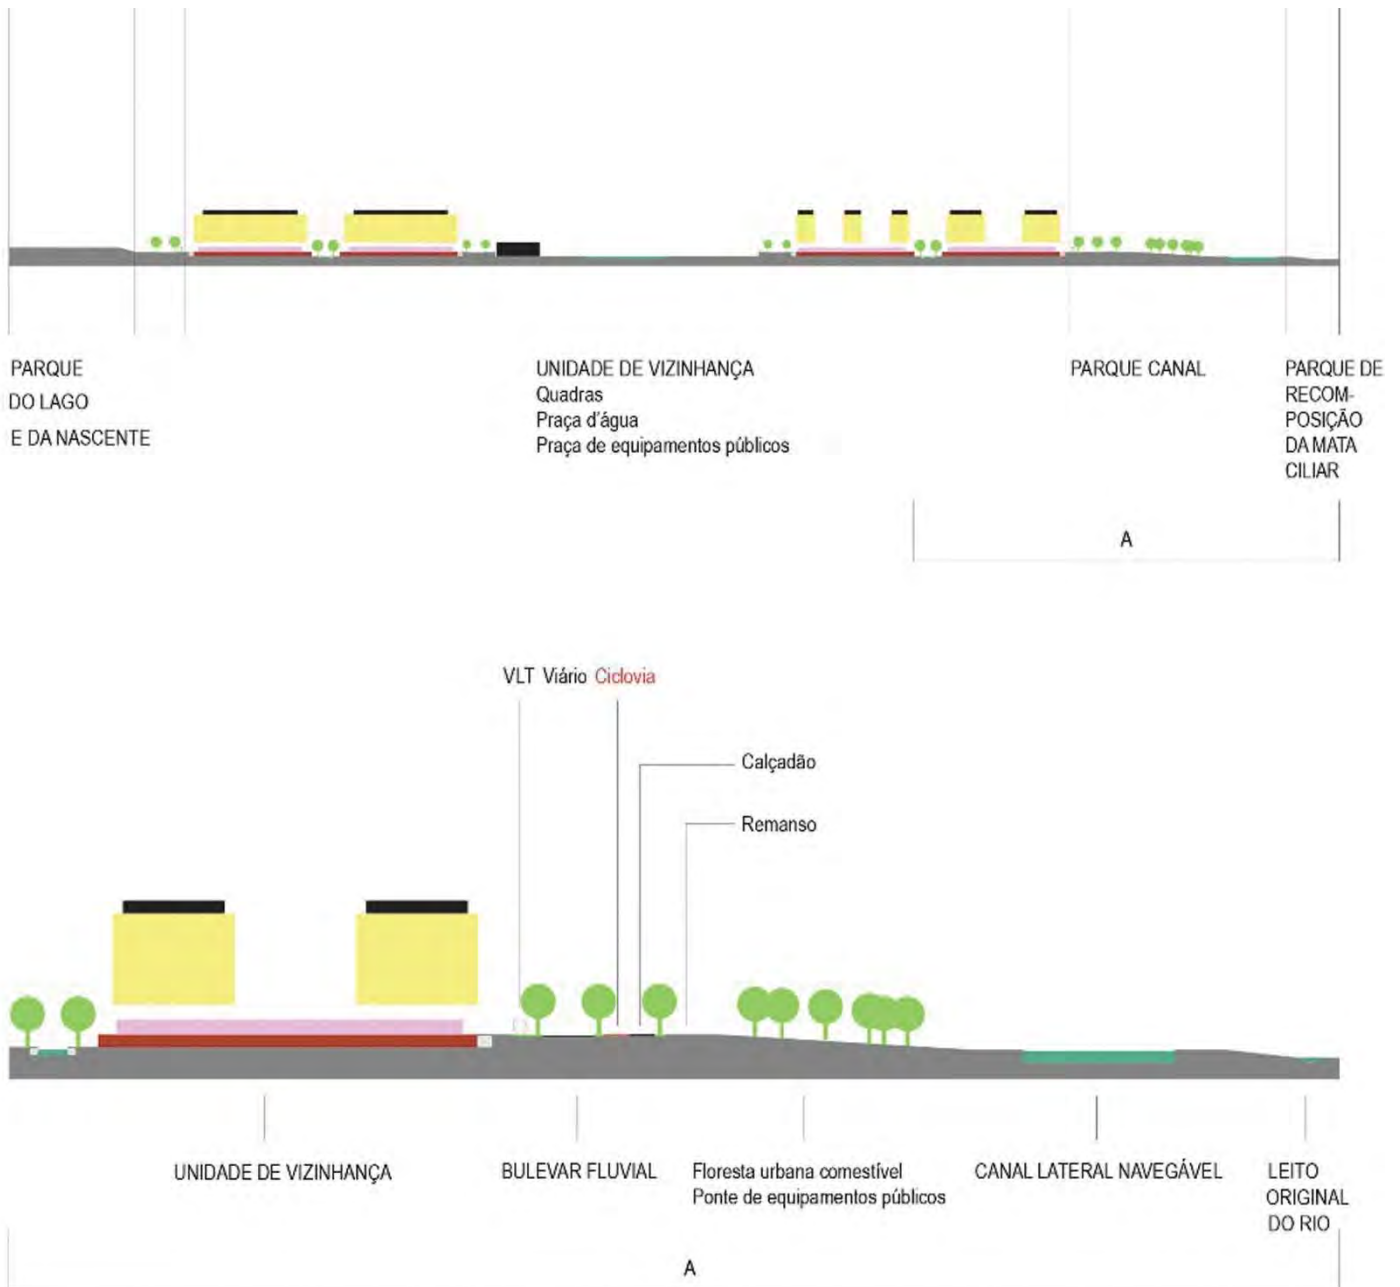 PARQUE
DO LAGO
E DA NASCENTE
UNIDADE DE VIZINHANÇA
Quadras
Praça d'água
Praça de equipamentos públicos
PARQUE CANAL
PARQUE DE
RECOM-
POSIÇÃO
DA MATA
CILIAR
A
VLT Viário Ciclovia
Calçadão
Remanso
UNIDADE DE VIZINHANÇA
BULEVAR FLUVIAL
Floresta urbana comestível
Ponte de equipamentos públicos
CANAL LATERAL NAVEGÁVEL
LEITO
ORIGINAL
DO RIO
A